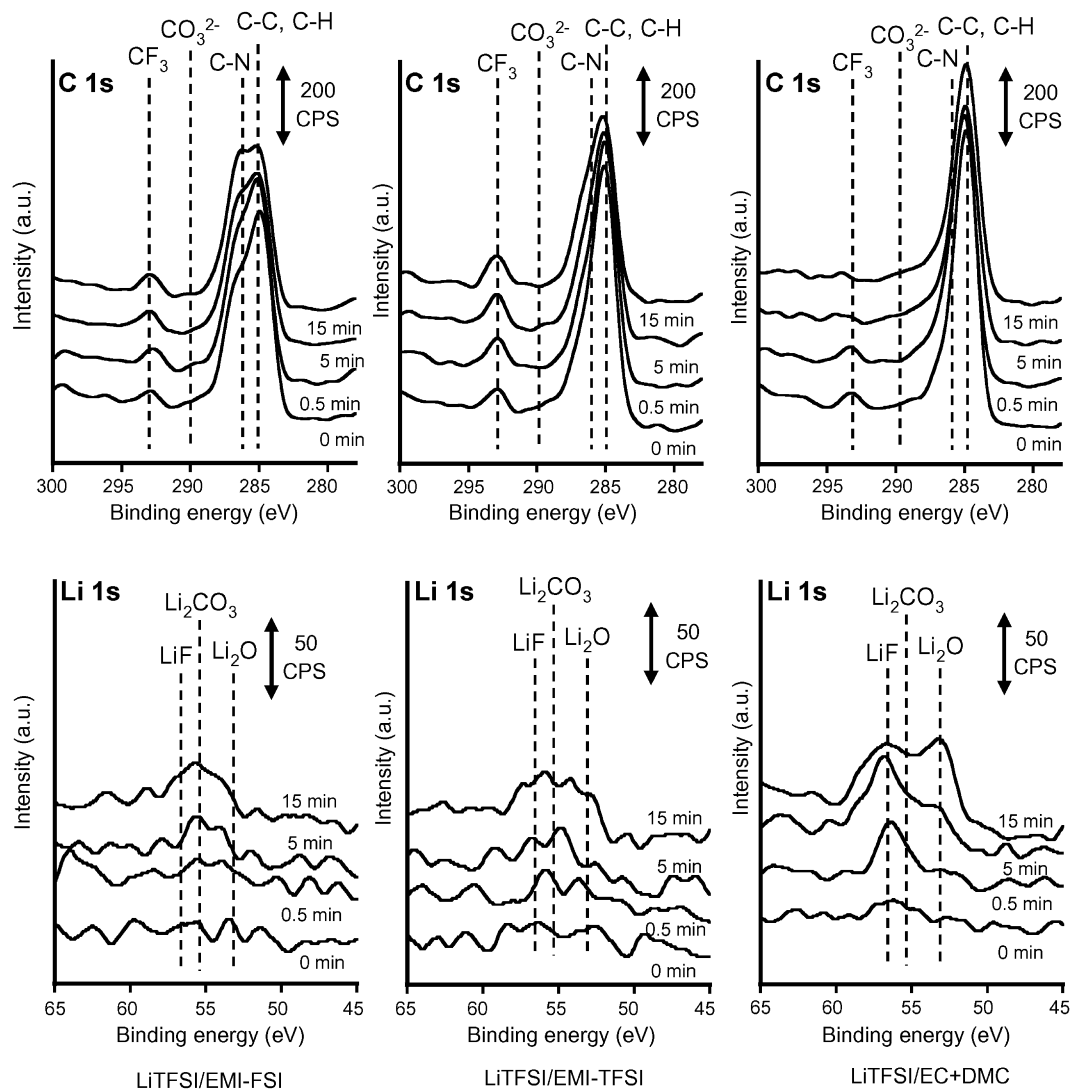 C 1s
CF3
CO3^2-
C-N
C-C, C-H
200
CPS
Intensity (a.u.)
15 min
5 min
0.5 min
0 min
300 295 290 285 280
Binding energy (eV)
C 1s
CF3
CO3^2-
C-N
C-C, C-H
200
CPS
Intensity (a.u.)
15 min
5 min
0.5 min
0 min
300 295 290 285 280
Binding energy (eV)
C 1s
CF3
CO3^2-
C-N
C-C, C-H
200
CPS
Intensity (a.u.)
15 min
5 min
0.5 min
0 min
300 295 290 285 280
Binding energy (eV)
Li 1s
Li2CO3
LiF
Li2O
50
CPS
Intensity (a.u.)
15 min
5 min
0.5 min
0 min
65 60 55 50 45
Binding energy (eV)
LiTFSI/EMI-FSI
Li 1s
Li2CO3
LiF
Li2O
50
CPS
Intensity (a.u.)
15 min
5 min
0.5 min
0 min
65 60 55 50 45
Binding energy (eV)
LiTFSI/EMI-TFSI
Li 1s
Li2CO3
LiF
Li2O
50
CPS
Intensity (a.u.)
15 min
5 min
0.5 min
0 min
65 60 55 50 45
Binding energy (eV)
LiTFSI/EC+DMC